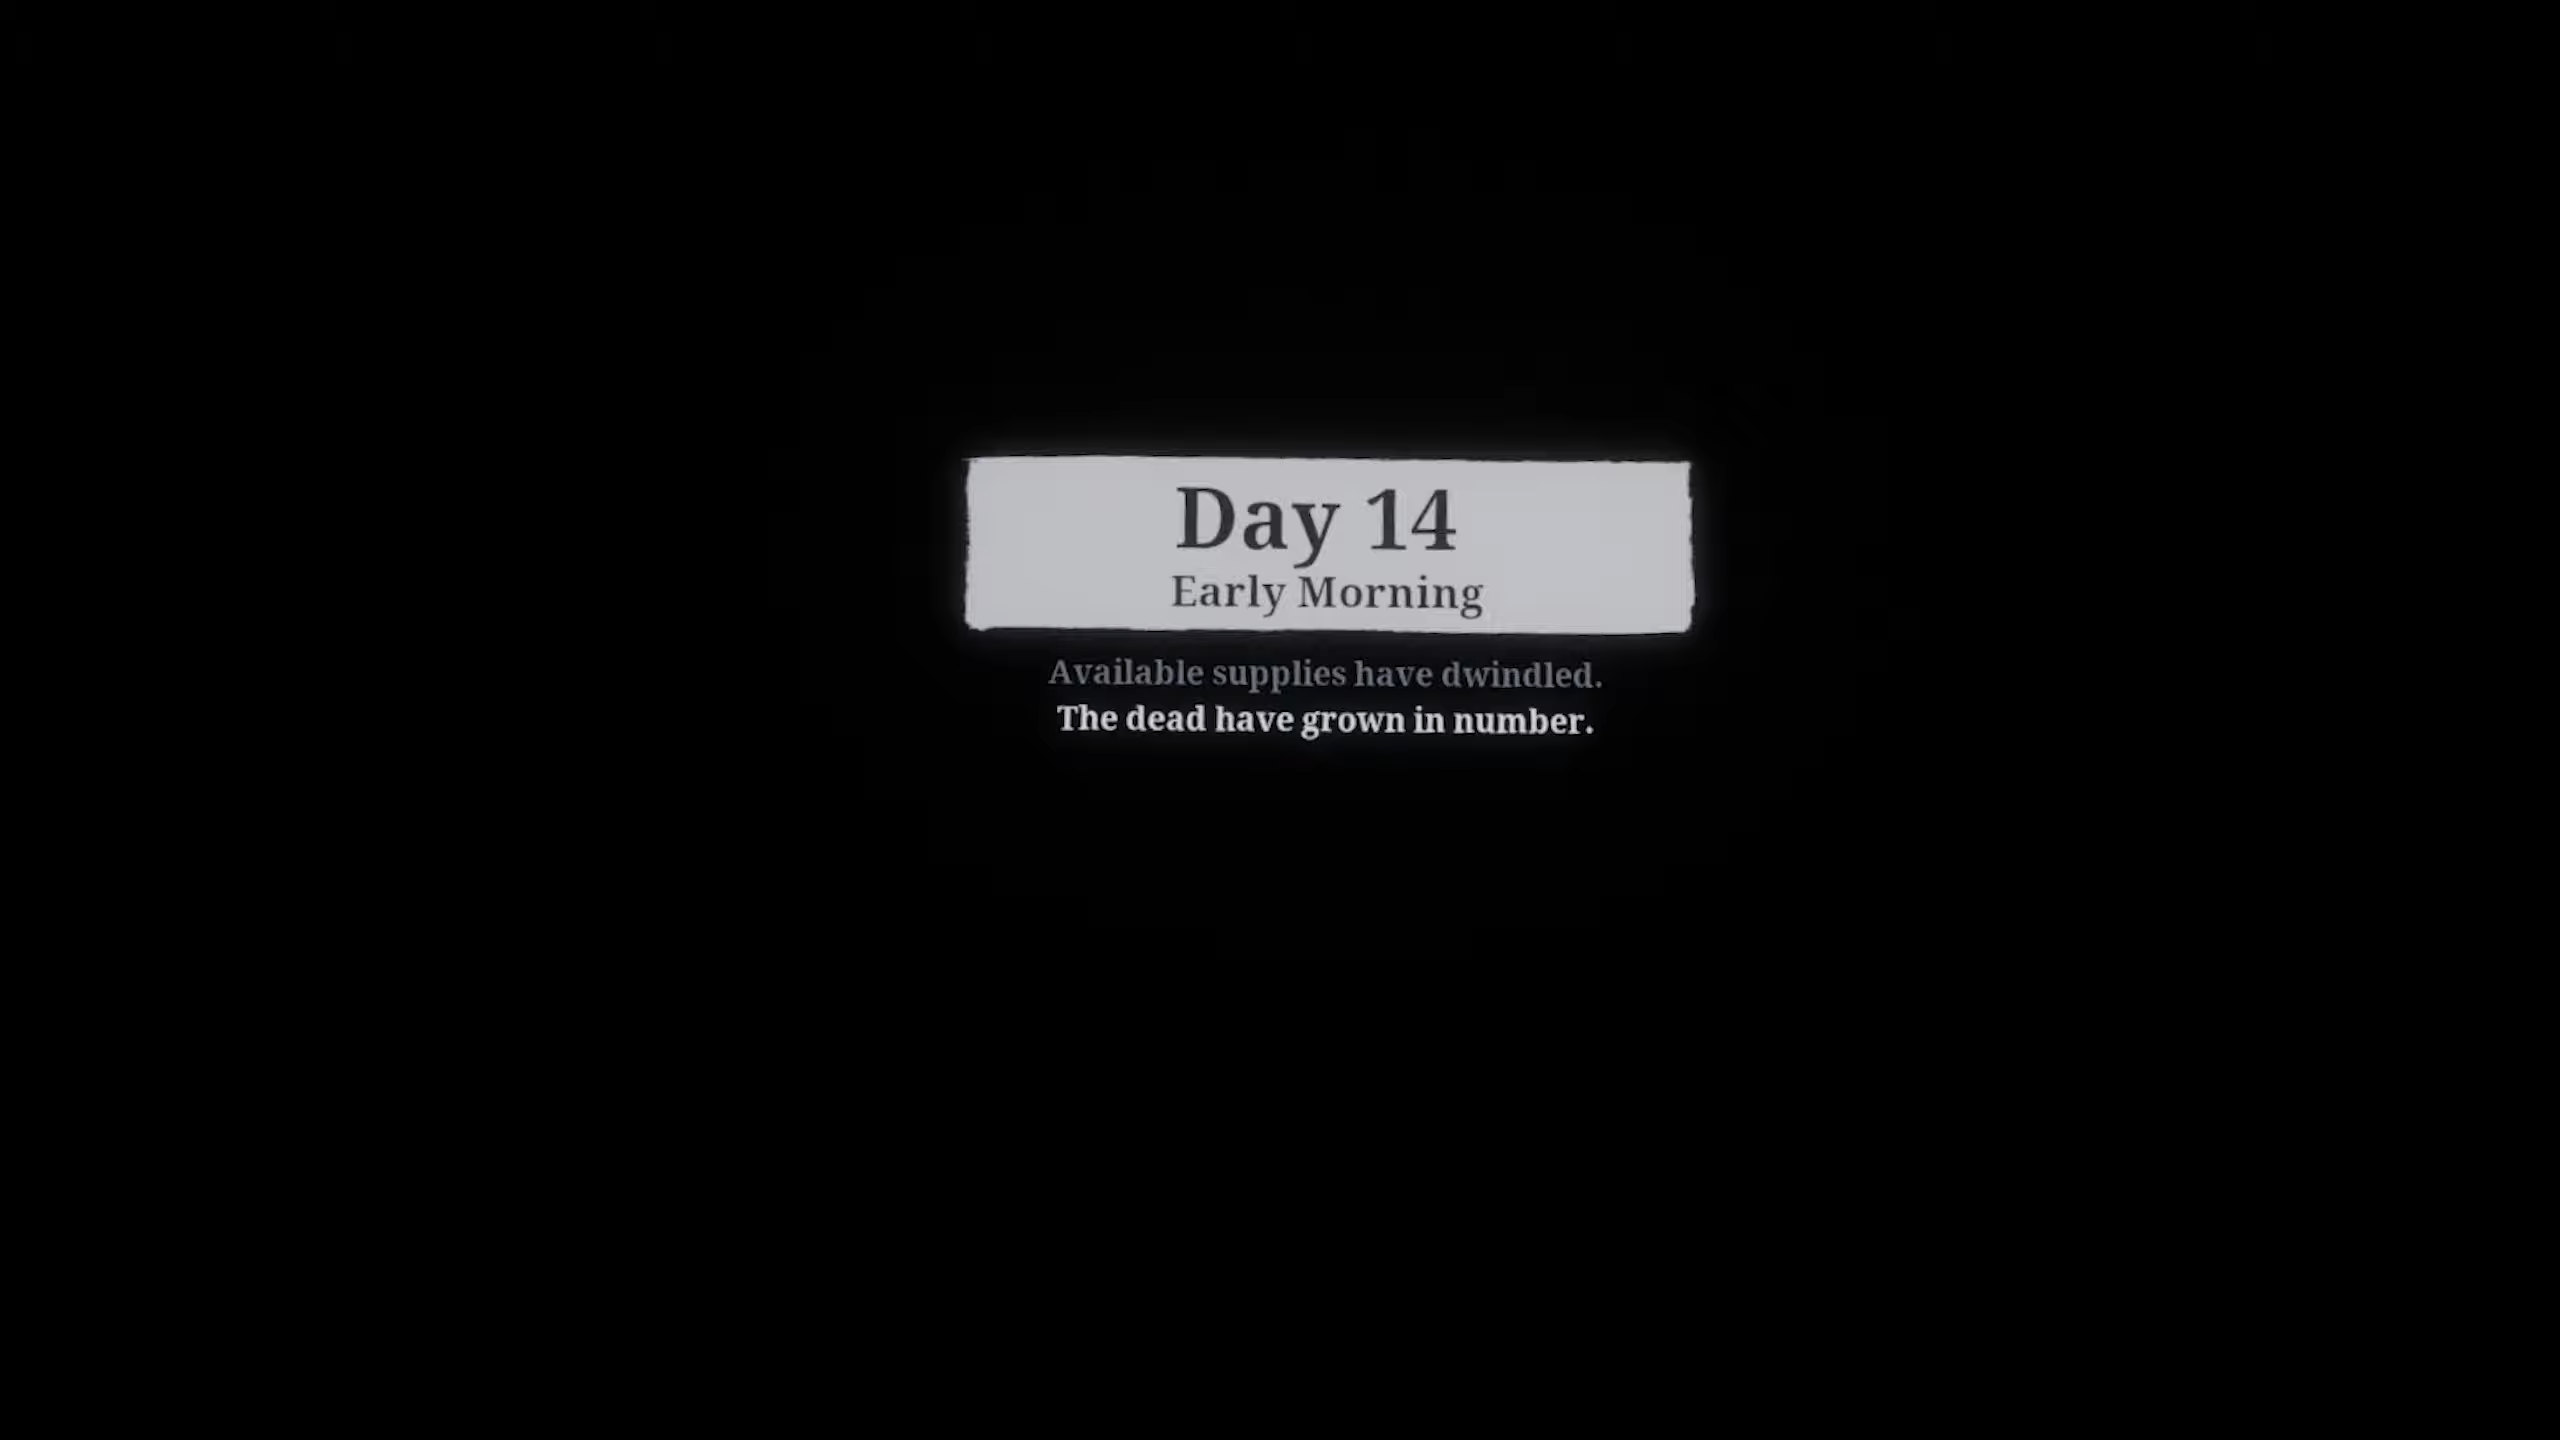 Day 14
Early Morning
Available supplies have dwindled.
The dead have grown in number.